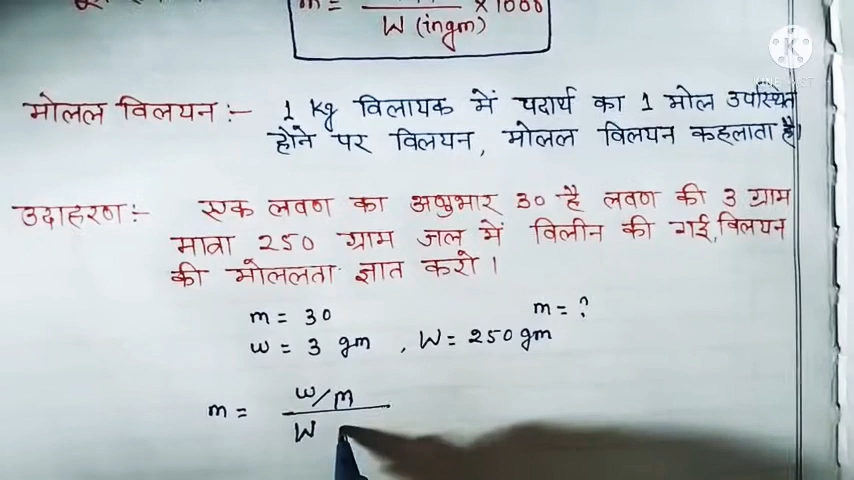 m = × 1000
W (in gm)
मोलल विलयन :- 1 Kg विलायक में पदार्थ का 1 मोल उपस्थित
होने पर विलयन, मोलल विलयन कहलाता है।
उदाहरण :- एक लवण का अणुभार 30 है लवण की 3 ग्राम
मात्रा 250 ग्राम जल में विलीन की गई, विलयन
की मोललता ज्ञात करो।
m = 30 m = ?
w = 3 gm , W = 250 gm
m = w/m
W
K